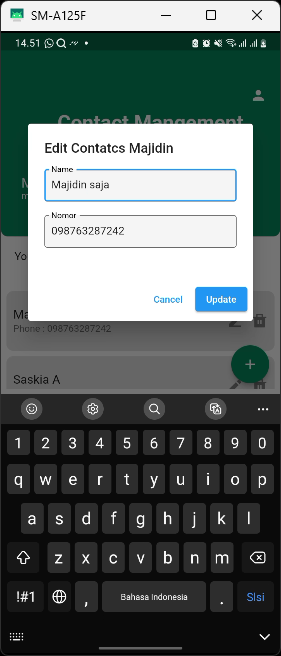 SM-A125F
14.51
Contact Mangement
Edit Contatcs Majidin
Name
Majidin saja
Nomor
098763287242
Cancel
Update
Yo
Ma
Phone : 098763287242
Saskia A
1 2 3 4 5 6 7 8 9 0
q w e r t y u i o p
a s d f g h j k l
z x c v b n m
!#1 , Bahasa Indonesia . Slsi